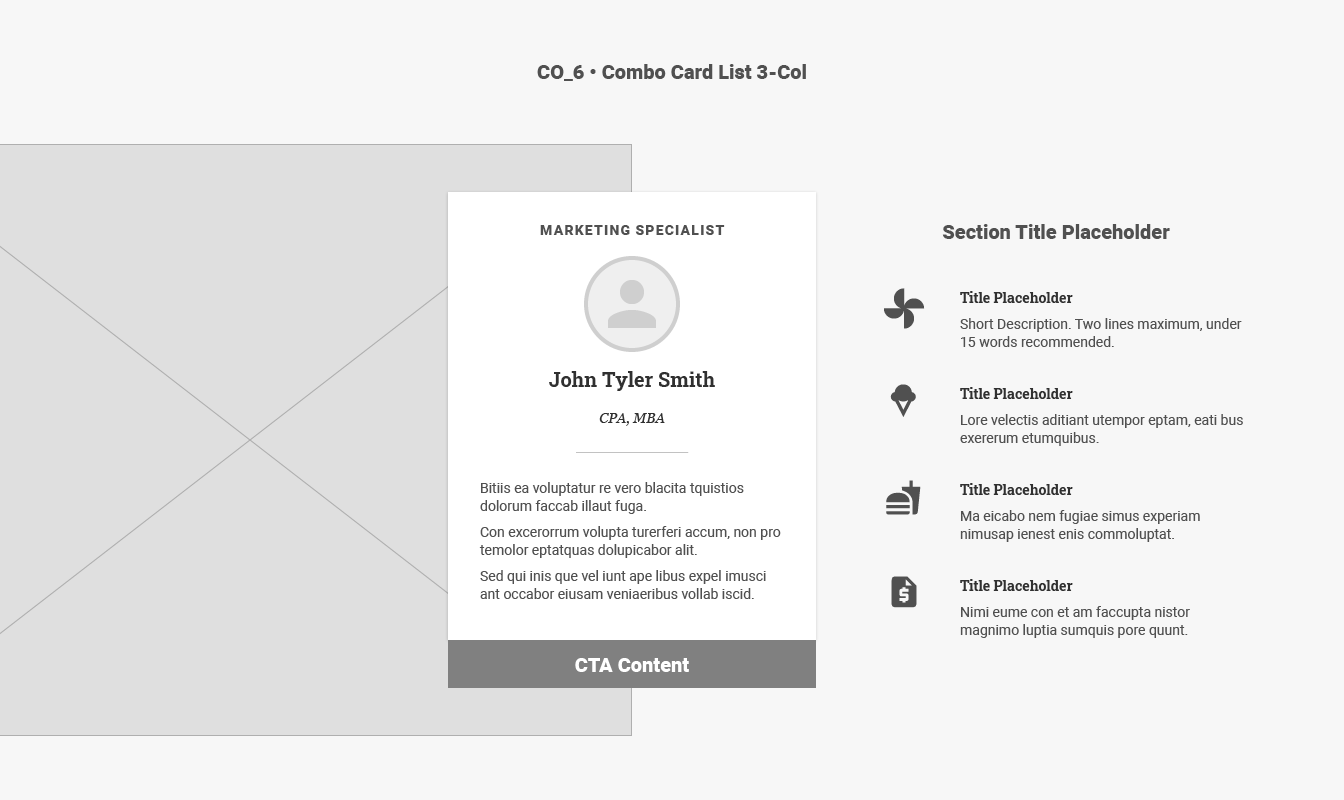 CO_6 • Combo Card List 3-Col
MARKETING SPECIALIST
John Tyler Smith
CPA, MBA
Bitiis ea voluptatur re vero blacita tquistios
dolorum faccab illaut fuga.
Con excerorrum volupta turerferi accum, non pro
temolor eptatquas dolupicabor alit.
Sed qui inis que vel iunt ape libus expel imusci
ant occabor eiusam veniaeribus vollab iscid.
CTA Content
Section Title Placeholder
Title Placeholder
Short Description. Two lines maximum, under
15 words recommended.
Title Placeholder
Lore velectis aditiant utempor eptam, eati bus
exererum etumquibus.
Title Placeholder
Ma eicabo nem fugiae simus experiam
nimusap ienest enis commoluptat.
Title Placeholder
Nimi eume con et am faccupta nistor
magnimo luptia sumquis pore quunt.